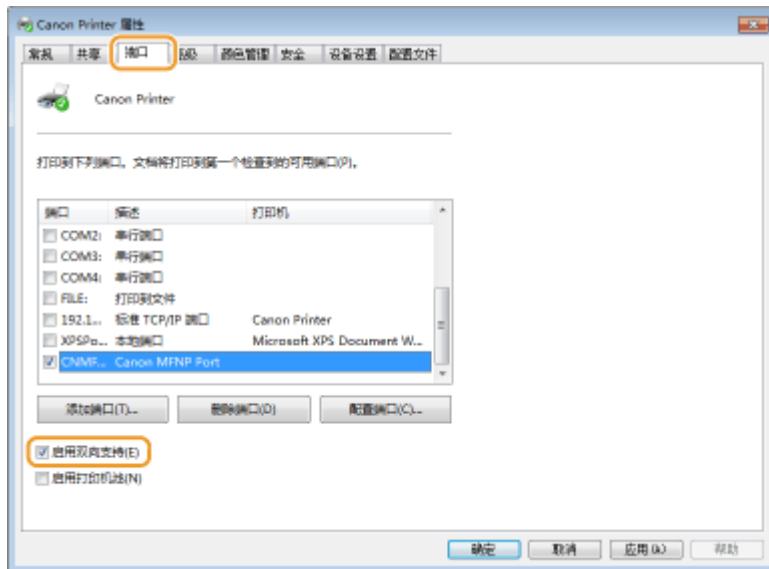 Canon Printer 属性
常规 共享 端口 高级 颜色管理 安全 设备设置 配置文件
Canon Printer
打印到下列端口。文档将打印到第一个检查到的可用端口(P)。
端口 描述 打印机
COM2: 串行端口
COM3: 串行端口
COM4: 串行端口
FILE: 打印到文件
192.1... 标准 TCP/IP 端口 Canon Printer
XPSPo... 本地端口 Microsoft XPS Document W...
CNMF... Canon MFNP Port
添加端口(T)... 删除端口(D) 配置端口(C)...
启用双向支持(E)
启用打印机池(N)
确定 取消 应用(A) 帮助